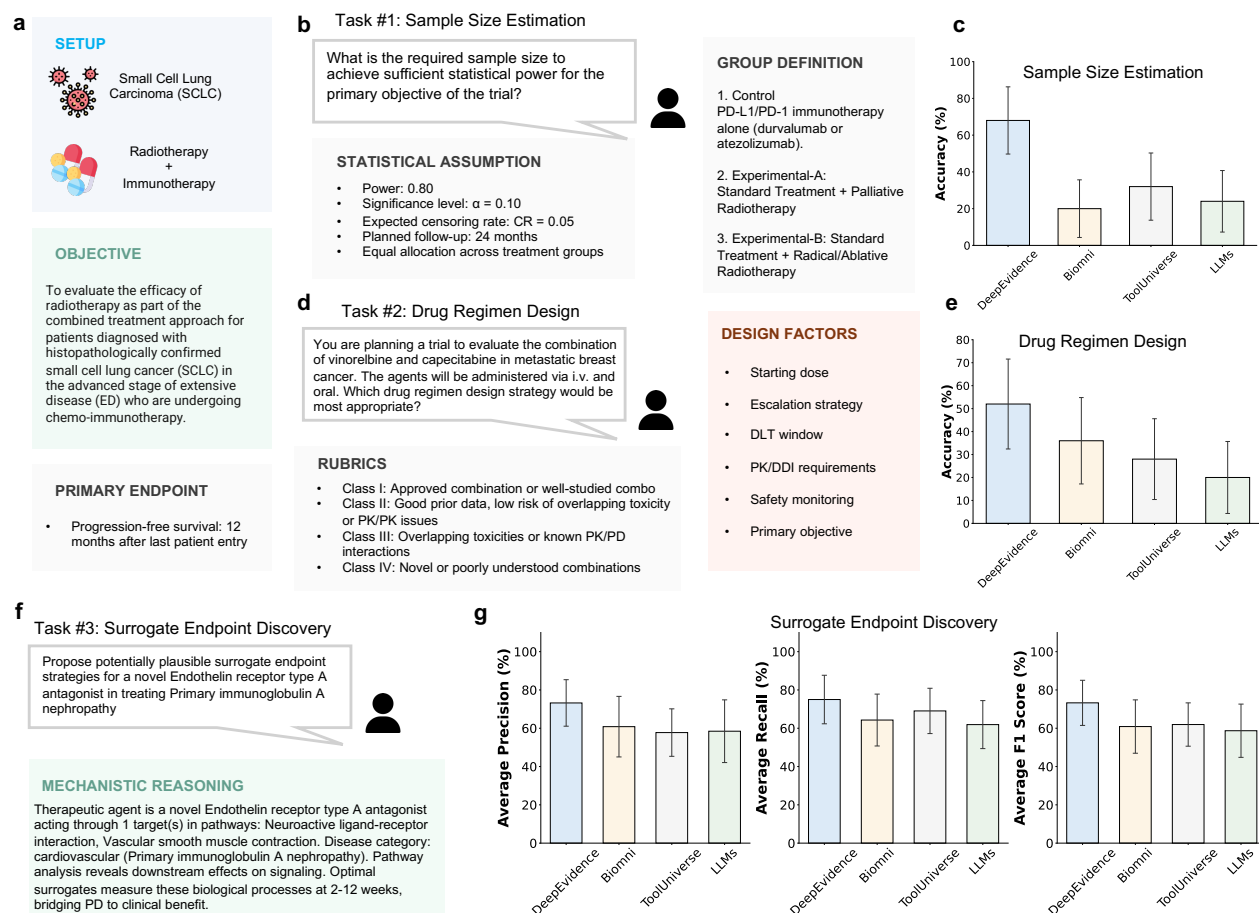 a
SETUP
Small Cell Lung
Carcinoma (SCLC)
Radiotherapy
+
Immunotherapy
OBJECTIVE
To evaluate the efficacy of
radiotherapy as part of the
combined treatment approach for
patients diagnosed with
histopathologically confirmed
small cell lung cancer (SCLC) in
the advanced stage of extensive
disease (ED) who are undergoing
chemo-immunotherapy.
PRIMARY ENDPOINT
• Progression-free survival: 12
months after last patient entry
b
Task #1: Sample Size Estimation
What is the required sample size to
achieve sufficient statistical power for the
primary objective of the trial?
STATISTICAL ASSUMPTION
• Power: 0.80
• Significance level: α = 0.10
• Expected censoring rate: CR = 0.05
• Planned follow-up: 24 months
• Equal allocation across treatment groups
GROUP DEFINITION
1. Control
PD-L1/PD-1 immunotherapy
alone (durvalumab or
atezolizumab).
2. Experimental-A:
Standard Treatment + Palliative
Radiotherapy
3. Experimental-B: Standard
Treatment + Radical/Ablative
Radiotherapy
c
Sample Size Estimation
Accuracy (%)
100
80
60
40
20
0
DeepEvidence
Biomni
ToolUniverse
LLMs
d
Task #2: Drug Regimen Design
You are planning a trial to evaluate the combination
of vinorelbine and capecitabine in metastatic breast
cancer. The agents will be administered via i.v. and
oral. Which drug regimen design strategy would be
most appropriate?
RUBRICS
• Class I: Approved combination or well-studied combo
• Class II: Good prior data, low risk of overlapping toxicity
or PK/PK issues
• Class III: Overlapping toxicities or known PK/PD
interactions
• Class IV: Novel or poorly understood combinations
DESIGN FACTORS
• Starting dose
• Escalation strategy
• DLT window
• PK/DDI requirements
• Safety monitoring
• Primary objective
e
Drug Regimen Design
Accuracy (%)
80
70
60
50
40
30
20
10
0
DeepEvidence
Biomni
ToolUniverse
LLMs
f
Task #3: Surrogate Endpoint Discovery
Propose potentially plausible surrogate endpoint
strategies for a novel Endothelin receptor type A
antagonist in treating Primary immunoglobulin A
nephropathy
MECHANISTIC REASONING
Therapeutic agent is a novel Endothelin receptor type A antagonist
acting through 1 target(s) in pathways: Neuroactive ligand-receptor
interaction, Vascular smooth muscle contraction. Disease category:
cardiovascular (Primary immunoglobulin A nephropathy). Pathway
analysis reveals downstream effects on signaling. Optimal
surrogates measure these biological processes at 2-12 weeks,
bridging PD to clinical benefit.
g
Surrogate Endpoint Discovery
Average Precision (%)
100
80
60
40
20
0
DeepEvidence
Biomni
ToolUniverse
LLMs
Average Recall (%)
100
80
60
40
20
0
DeepEvidence
Biomni
ToolUniverse
LLMs
Average F1 Score (%)
100
80
60
40
20
0
DeepEvidence
Biomni
ToolUniverse
LLMs